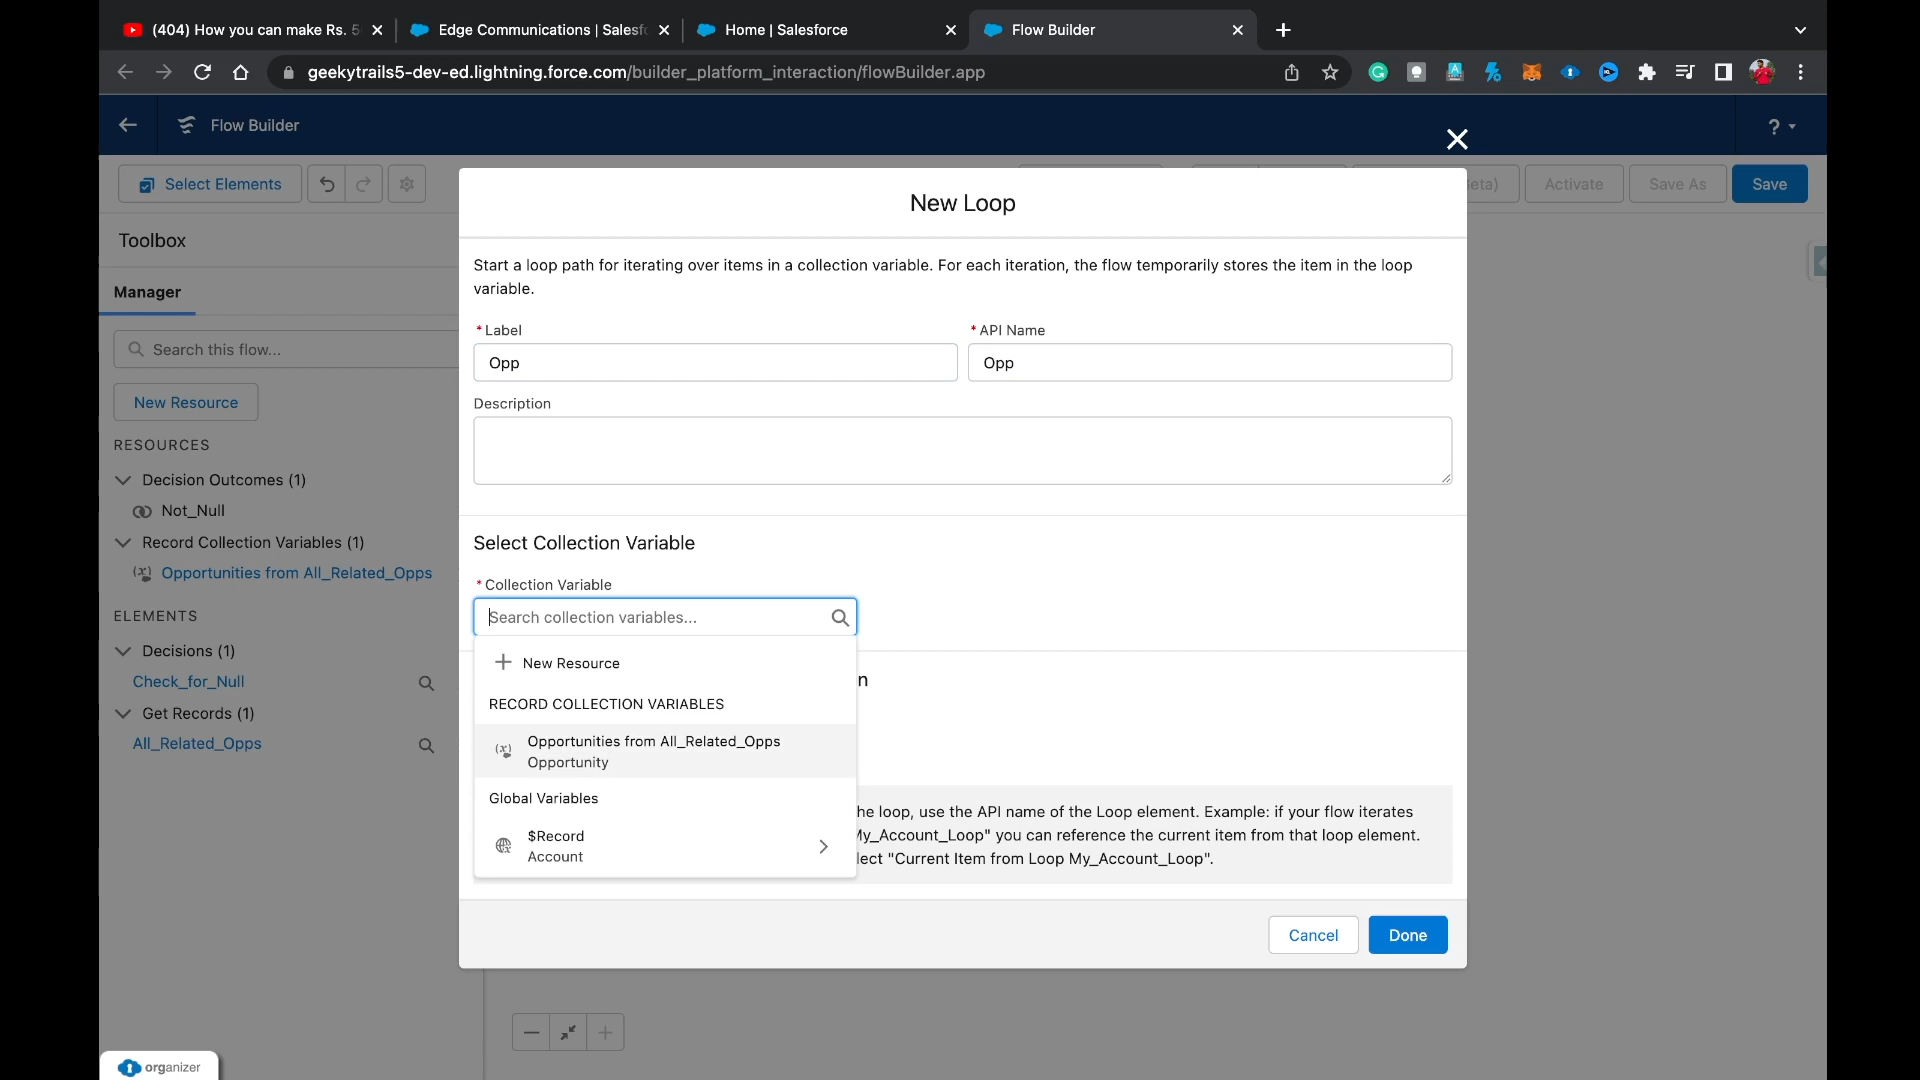 (404) How you can make Rs. 5
Edge Communications | Salesf
Home | Salesforce
Flow Builder
geekytrails5-dev-ed.lightning.force.com/builder_platform_interaction/flowBuilder.app
Flow Builder
?
Select Elements
eta)
Activate
Save As
Save
Toolbox
Manager
Search this flow...
New Resource
RESOURCES
Decision Outcomes (1)
Not_Null
Record Collection Variables (1)
Opportunities from All_Related_Opps
ELEMENTS
Decisions (1)
Check_for_Null
Get Records (1)
All_Related_Opps
New Loop
Start a loop path for iterating over items in a collection variable. For each iteration, the flow temporarily stores the item in the loop
variable.
* Label
* API Name
Opp
Opp
Description
Select Collection Variable
* Collection Variable
Search collection variables...
New Resource
n
RECORD COLLECTION VARIABLES
Opportunities from All_Related_Opps
Opportunity
Global Variables
$Record
Account
he loop, use the API name of the Loop element. Example: if your flow iterates
My_Account_Loop" you can reference the current item from that loop element.
lect "Current Item from Loop My_Account_Loop".
Cancel
Done
organizer